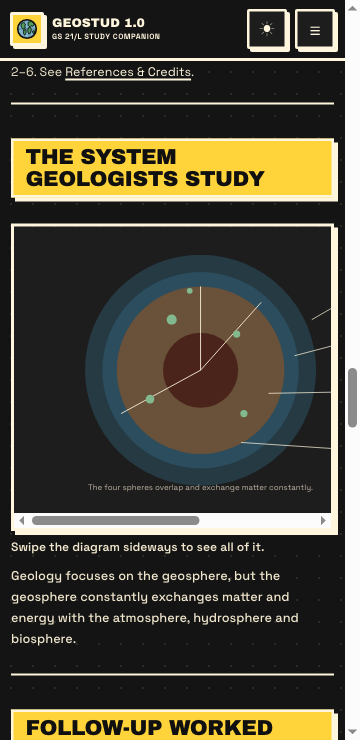 GEOSTUD 1.0
GS 21/L STUDY COMPANION
2–6. See References & Credits.
THE SYSTEM
GEOLOGISTS STUDY
The four spheres overlap and exchange matter constantly.
Swipe the diagram sideways to see all of it.
Geology focuses on the geosphere, but the
geosphere constantly exchanges matter and
energy with the atmosphere, hydrosphere and
biosphere.
FOLLOW-UP WORKED